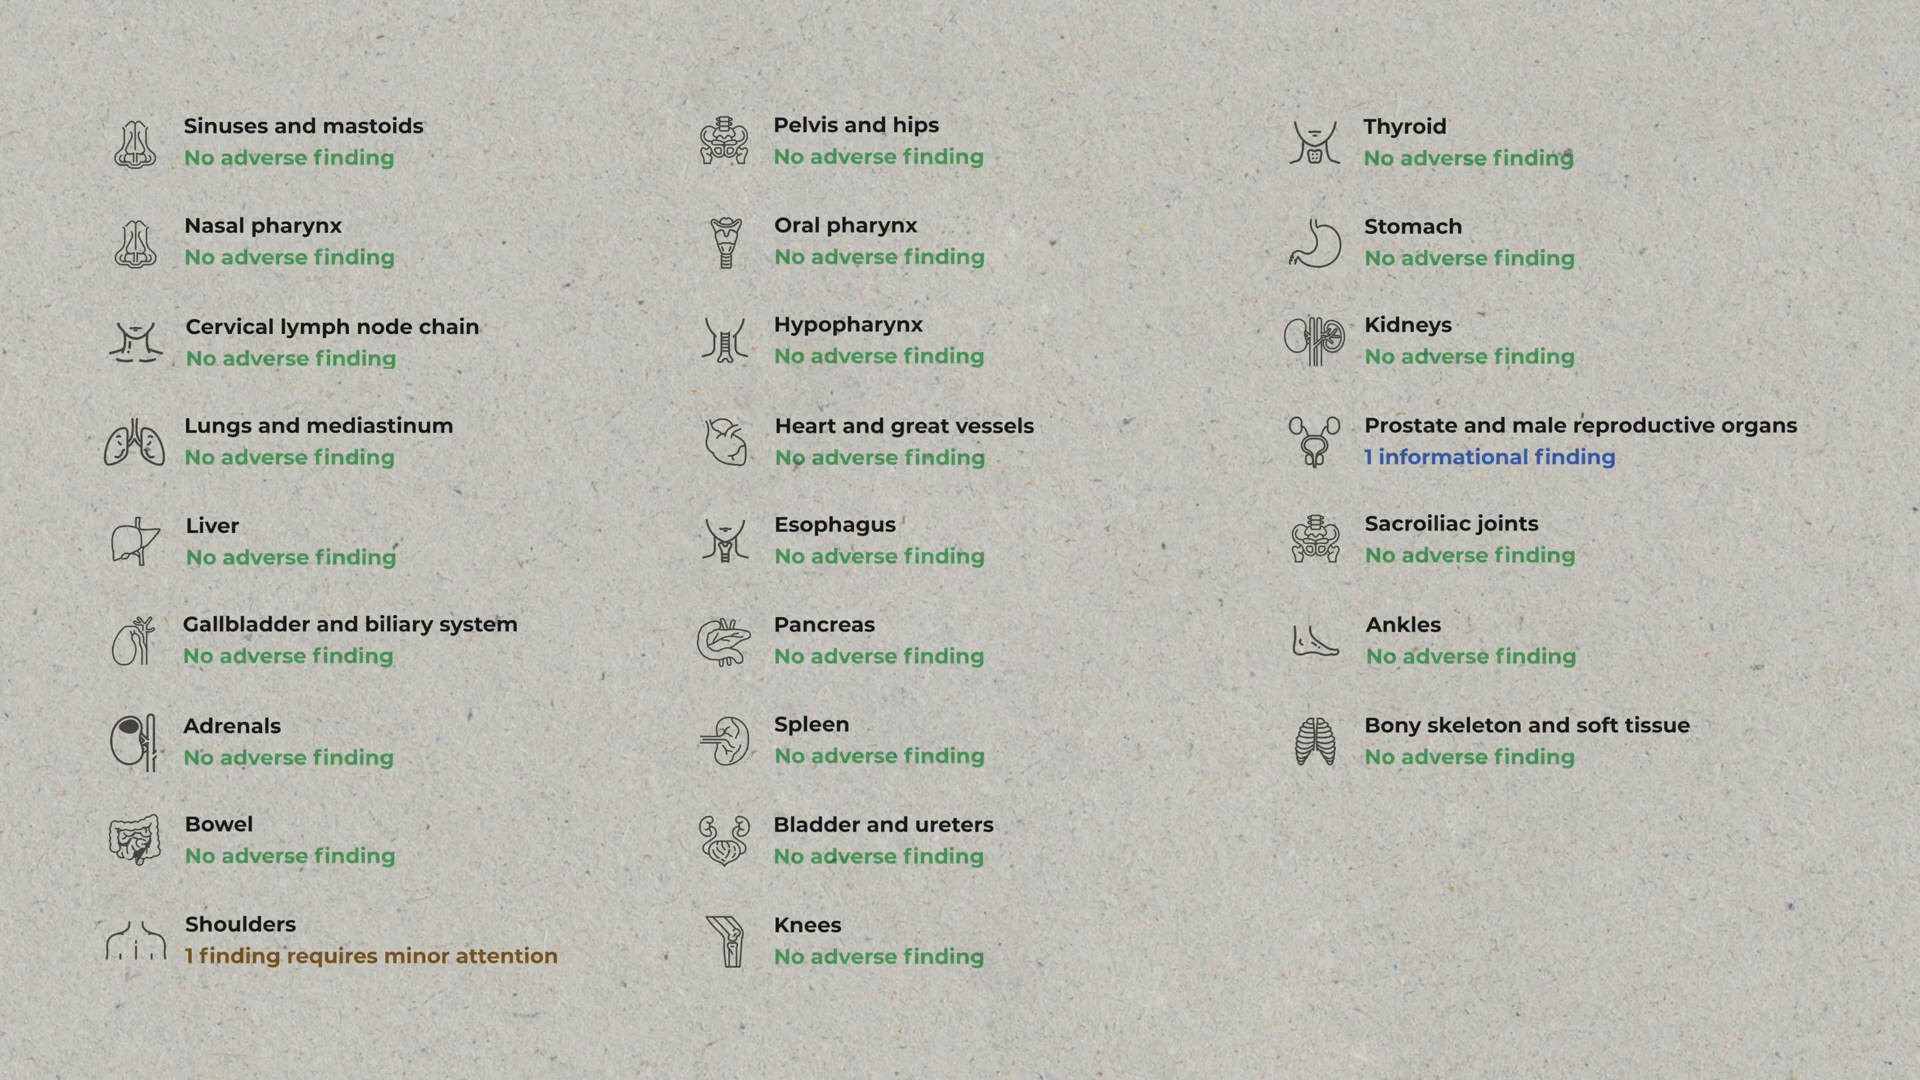 Sinuses and mastoids
No adverse finding
Nasal pharynx
No adverse finding
Cervical lymph node chain
No adverse finding
Lungs and mediastinum
No adverse finding
Liver
No adverse finding
Gallbladder and biliary system
No adverse finding
Adrenals
No adverse finding
Bowel
No adverse finding
Shoulders
1 finding requires minor attention
Pelvis and hips
No adverse finding
Oral pharynx
No adverse finding
Hypopharynx
No adverse finding
Heart and great vessels
No adverse finding
Esophagus
No adverse finding
Pancreas
No adverse finding
Spleen
No adverse finding
Bladder and ureters
No adverse finding
Knees
No adverse finding
Thyroid
No adverse finding
Stomach
No adverse finding
Kidneys
No adverse finding
Prostate and male reproductive organs
1 informational finding
Sacroiliac joints
No adverse finding
Ankles
No adverse finding
Bony skeleton and soft tissue
No adverse finding